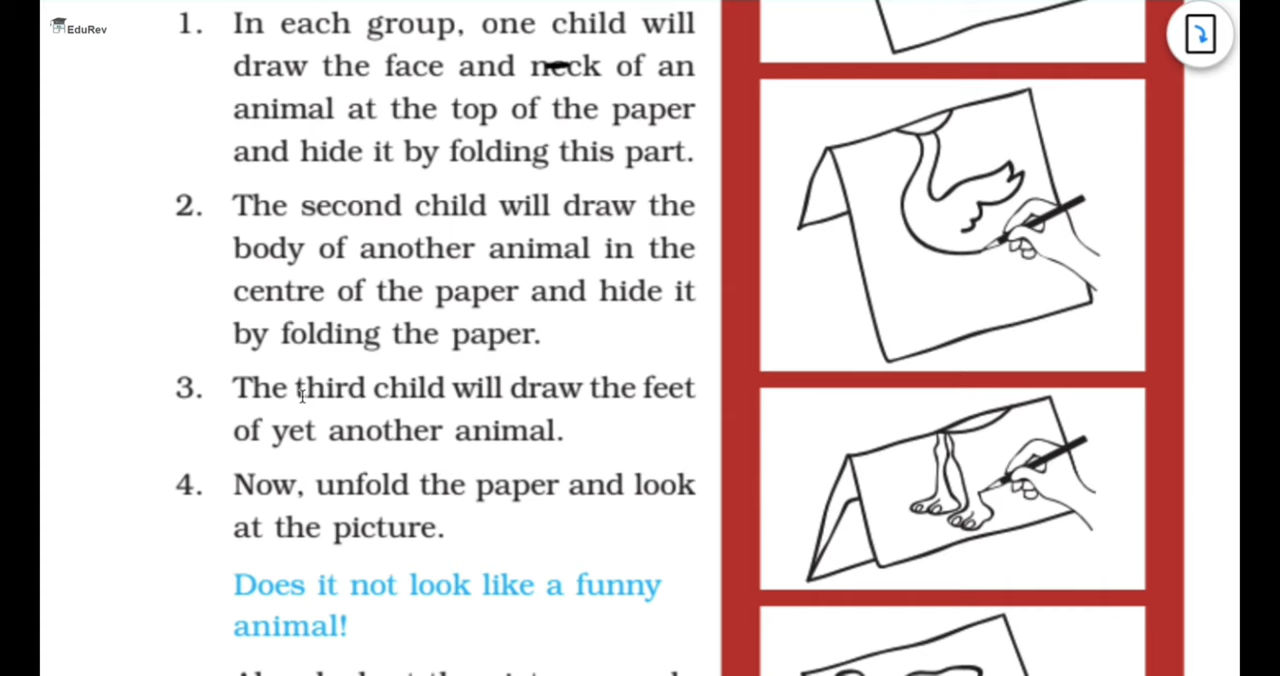 EduRev
1. In each group, one child will
draw the face and neck of an
animal at the top of the paper
and hide it by folding this part.
2. The second child will draw the
body of another animal in the
centre of the paper and hide it
by folding the paper.
3. The third child will draw the feet
of yet another animal.
4. Now, unfold the paper and look
at the picture.
Does it not look like a funny
animal!